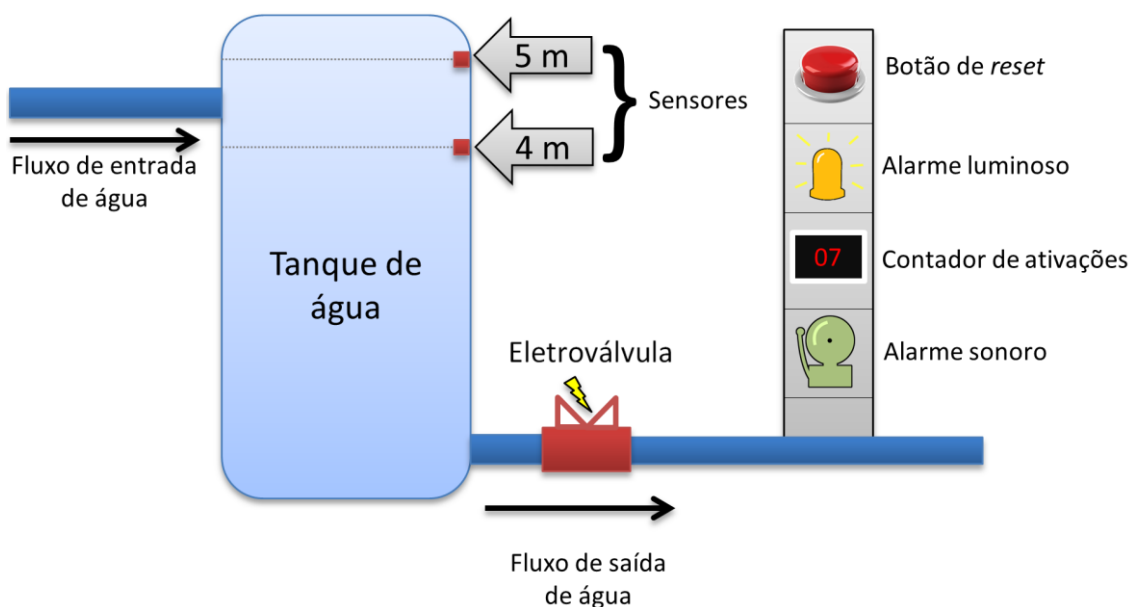 5 m
4 m
Sensores
Fluxo de entrada
de água
Tanque de
água
Eletroválvula
Fluxo de saída
de água
Botão de reset
Alarme luminoso
07
Contador de ativações
Alarme sonoro